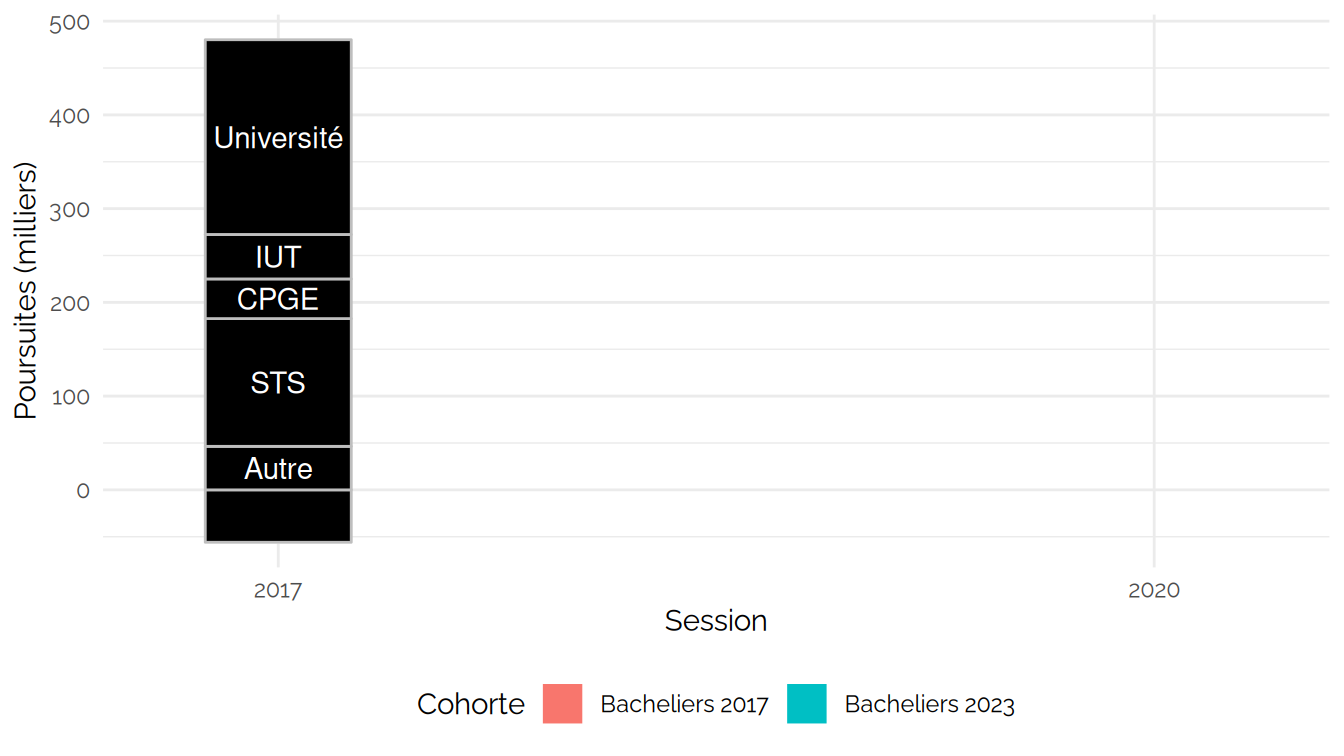 500
400
300
200
100
0
Poursuites (milliers)
Université
IUT
CPGE
STS
Autre
2017
2020
Session
Cohorte
Bacheliers 2017
Bacheliers 2023